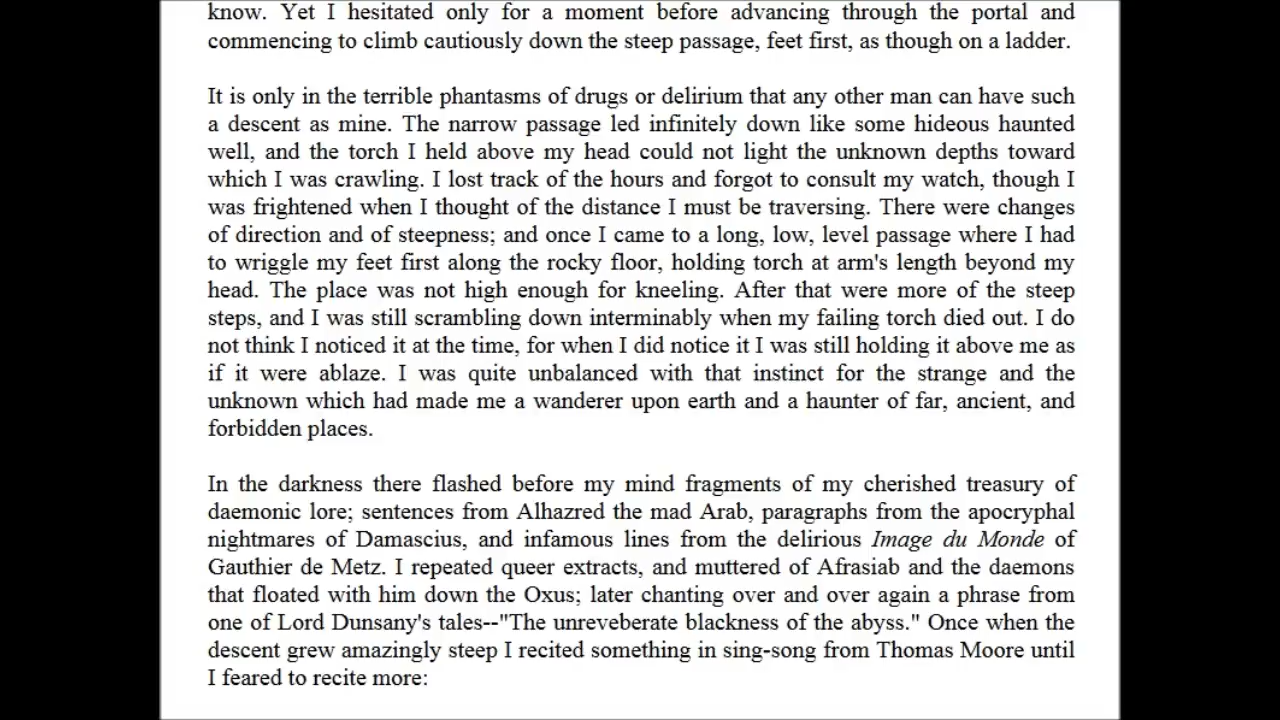 know. Yet I hesitated only for a moment before advancing through the portal and
commencing to climb cautiously down the steep passage, feet first, as though on a ladder.
It is only in the terrible phantasms of drugs or delirium that any other man can have such
a descent as mine. The narrow passage led infinitely down like some hideous haunted
well, and the torch I held above my head could not light the unknown depths toward
which I was crawling. I lost track of the hours and forgot to consult my watch, though I
was frightened when I thought of the distance I must be traversing. There were changes
of direction and of steepness; and once I came to a long, low, level passage where I had
to wriggle my feet first along the rocky floor, holding torch at arm's length beyond my
head. The place was not high enough for kneeling. After that were more of the steep
steps, and I was still scrambling down interminably when my failing torch died out. I do
not think I noticed it at the time, for when I did notice it I was still holding it above me as
if it were ablaze. I was quite unbalanced with that instinct for the strange and the
unknown which had made me a wanderer upon earth and a haunter of far, ancient, and
forbidden places.
In the darkness there flashed before my mind fragments of my cherished treasury of
daemonic lore; sentences from Alhazred the mad Arab, paragraphs from the apocryphal
nightmares of Damascius, and infamous lines from the delirious Image du Monde of
Gauthier de Metz. I repeated queer extracts, and muttered of Afrasiab and the daemons
that floated with him down the Oxus; later chanting over and over again a phrase from
one of Lord Dunsany's tales--"The unreveberate blackness of the abyss." Once when the
descent grew amazingly steep I recited something in sing-song from Thomas Moore until
I feared to recite more: